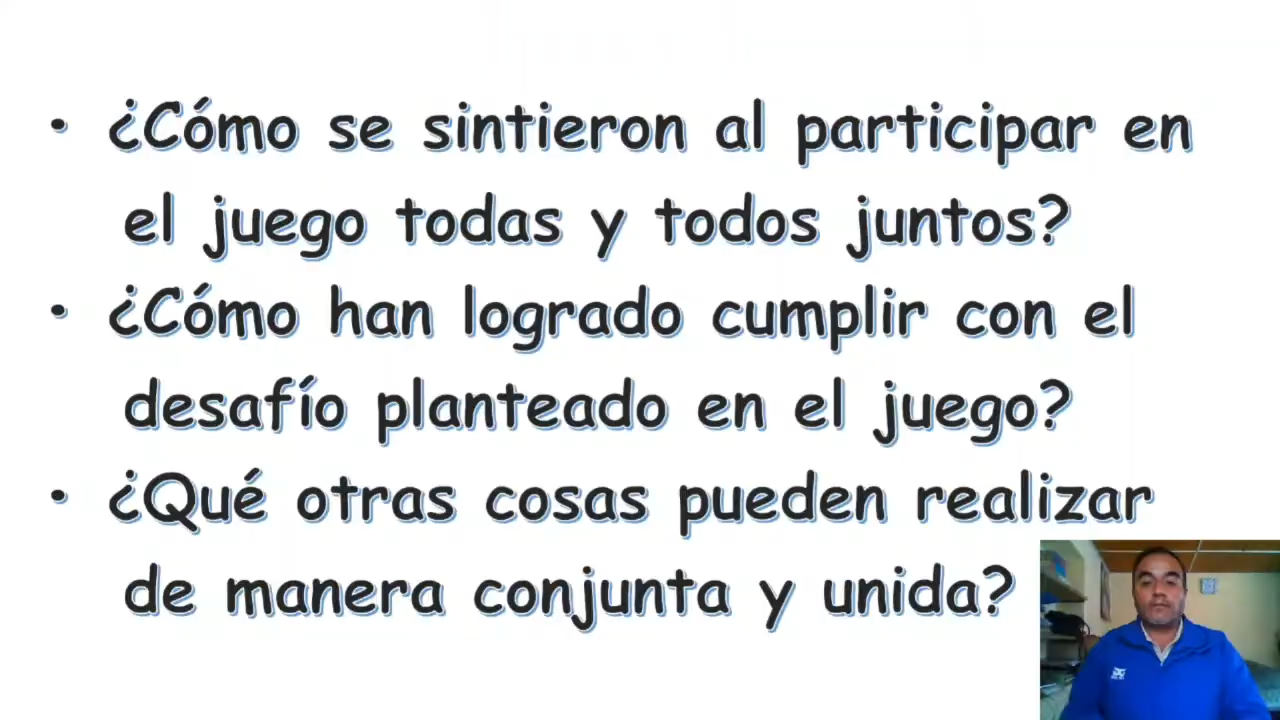 • ¿Cómo se sintieron al participar en
el juego todas y todos juntos?
• ¿Cómo han logrado cumplir con el
desafío planteado en el juego?
• ¿Qué otras cosas pueden realizar
de manera conjunta y unida?